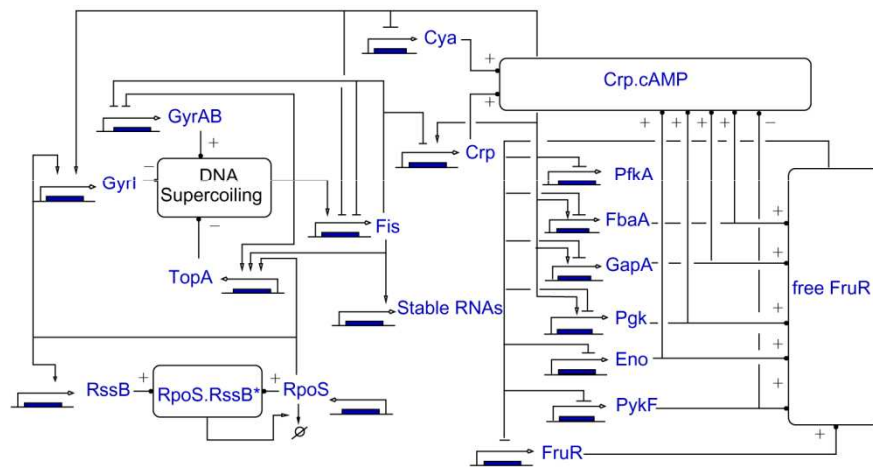 Cya
+
Crp.cAMP
+
GyrAB
+
+ + + + −
Crp
−
DNA
Supercoiling
GyrI
PfkA
FbaA
+
−
Fis
GapA
+
TopA
free FruR
Stable RNAs
Pgk
+
Eno
+
RssB
+
RpoS.RssB*
+
RpoS
PykF
+
FruR
+